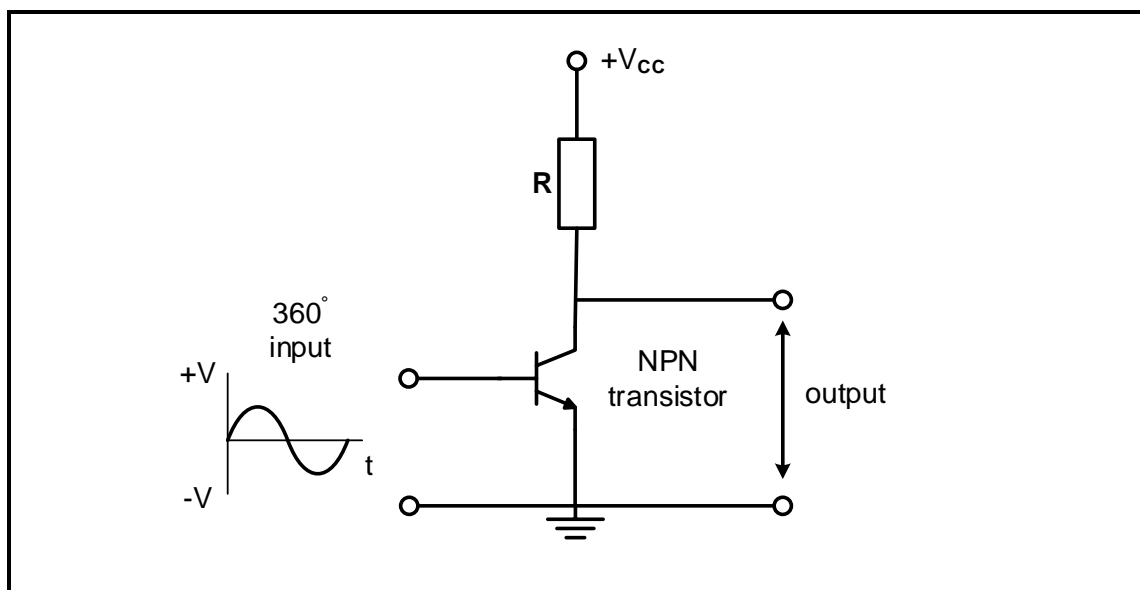 +Vcc
R
360°
input
+V
-V
t
NPN
transistor
output